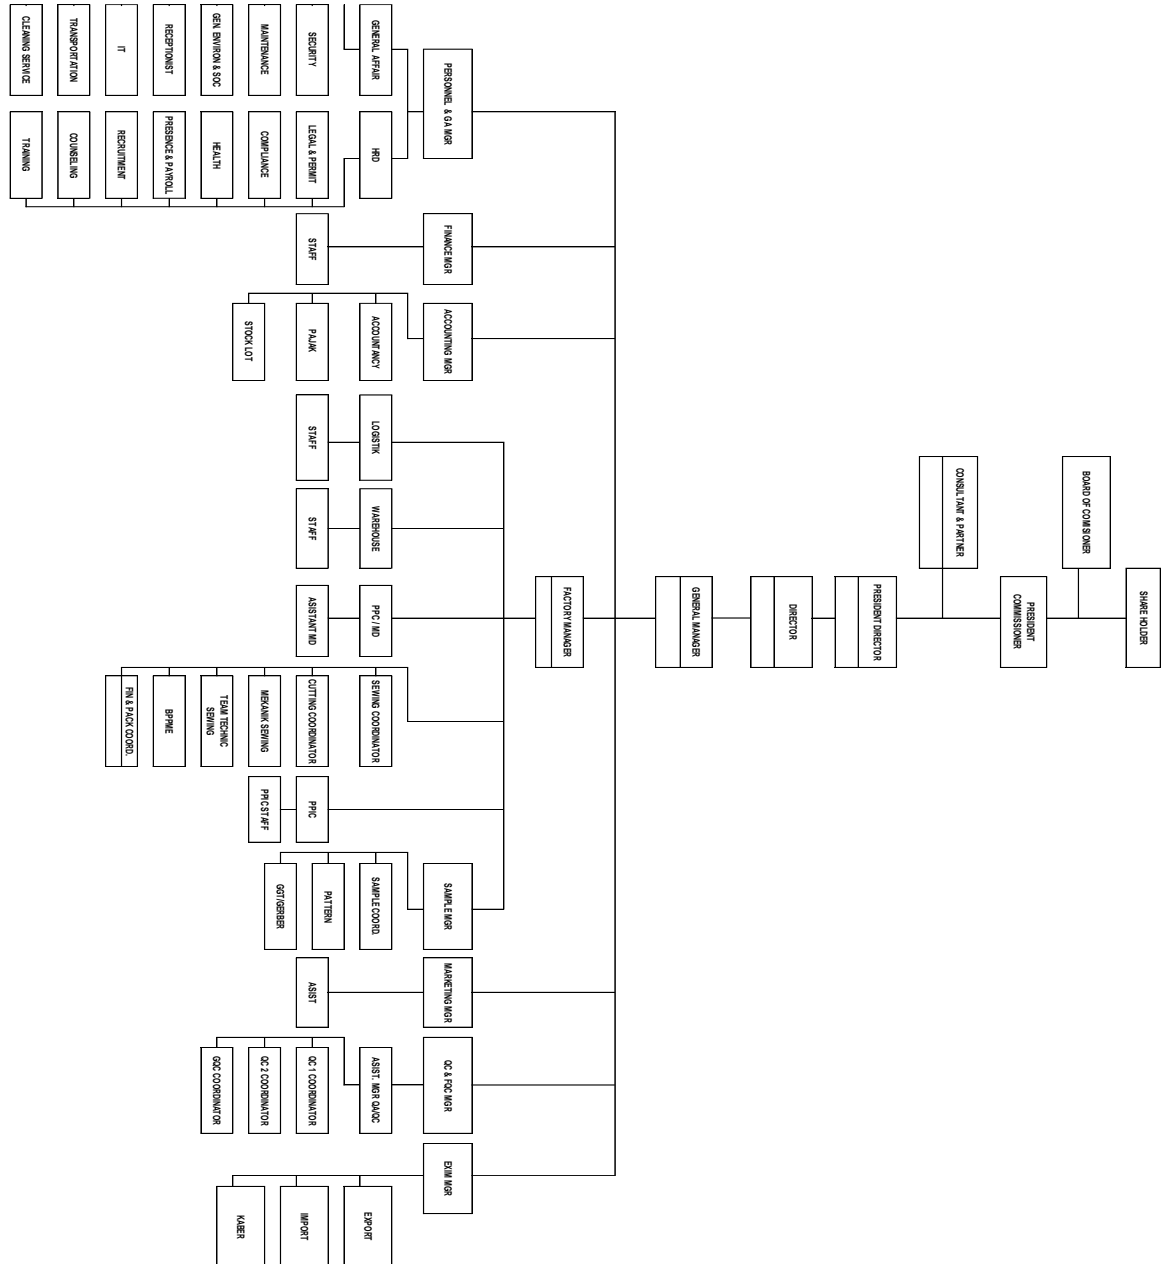 SHARE HOLDER
BOARD OF COMISIONER
PRESIDENT
COMMISSIONER
CONSULTANT & PARTNER
PRESIDENT DIRECTOR
DIRECTOR
GENERAL MANAGER
FACTORY MANAGER
PERSONNEL & GA MGR
FINANCE MGR
ACCOUNTING MGR
SAMPLE MGR
MARKETING MGR
QC & FQC MGR
EXIM MGR
GENERAL AFFAIR
HRD
ACCOUNTANCY
LOGISTIK
WAREHOUSE
PPC / MD
SEWING COORDINATOR
SAMPLE COORD.
ASIST. MGR QA/QC
EXPORT
SECURITY
LEGAL & PERMIT
STAFF
PAJAK
STAFF
STAFF
ASISTANT MD
CUTTING COORDINATOR
PPIC
PATTERN
ASIST
QC 1 COORDINATOR
IMPORT
MAINTENANCE
COMPLIANCE
STOCK LOT
MEKANIK SEWING
PPIC STAFF
GGT/GERBER
QC 2 COORDINATOR
KABER
GEN. ENVIRON & SOC
HEALTH
TEAM TECHNIC
SEWING
GQC COORDINATOR
RECEPTIONIST
PRESENCE & PAYROLL
BPPME
IT
RECRUITMENT
FIN & PACK COORD.
TRANSPORTATION
COUNSELING
CLEANING SERVICE
TRAINING